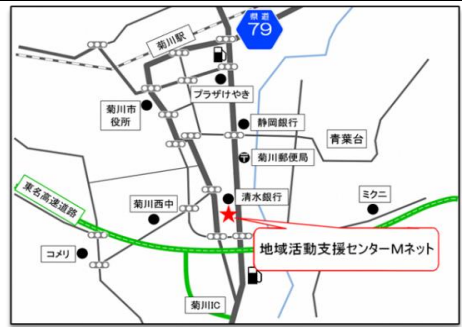 県道
79
菊川駅
プラザけやき
菊川市
役所
静岡銀行
青葉台
菊川郵便局
東名高速道路
菊川西中
清水銀行
ミクニ
コメリ
地域活動支援センターMネット
菊川IC